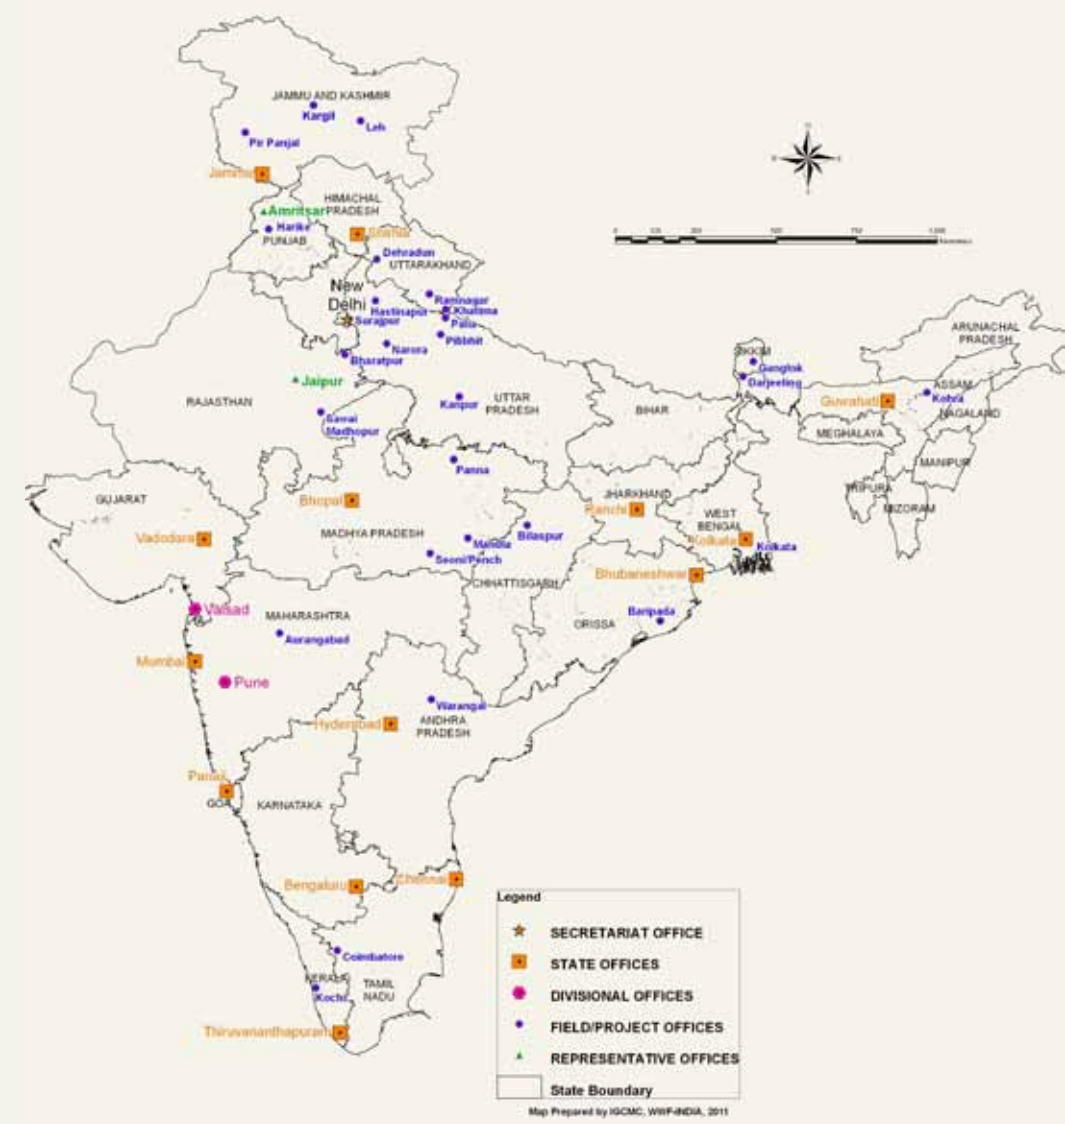 JAMMU AND KASHMIR
Kargil
Leh
Pir Panjal
Jammu
HIMACHAL
PRADESH
Amritsar
Harike
PUNJAB
Shimla
Dehradun
UTTARAKHAND
New
Delhi
Ramnagar
Hastinapur
Khatima
Surajpur
Palia
Pilibhit
Narora
Bharatpur
Jaipur
RAJASTHAN
Kanpur
UTTAR
PRADESH
Sawai
Madhopur
BIHAR
SIKKIM
Gangtok
Darjeeling
ARUNACHAL
PRADESH
ASSAM
Kohra
Guwahati
NAGALAND
MEGHALAYA
MANIPUR
TRIPURA
MIZORAM
Panna
GUJARAT
Bhopal
JHARKHAND
Ranchi
WEST
BENGAL
Kolkata
Kolkata
Vadodara
MADHYA PRADESH
Bilaspur
Mandla
Seoni/Pench
CHHATTISGARH
Bhubaneshwar
Valsad
MAHARASHTRA
Baripada
ORISSA
Aurangabad
Mumbai
Pune
Warangal
Hyderabad
ANDHRA
PRADESH
Panaji
GOA
KARNATAKA
Bengaluru
Chennai
Coimbatore
KERALA
Kochi
TAMIL
NADU
Thiruvananthapuram
Legend
SECRETARIAT OFFICE
STATE OFFICES
DIVISIONAL OFFICES
FIELD/PROJECT OFFICES
REPRESENTATIVE OFFICES
State Boundary
Map Prepared by IGCMC, WWF-INDIA, 2011